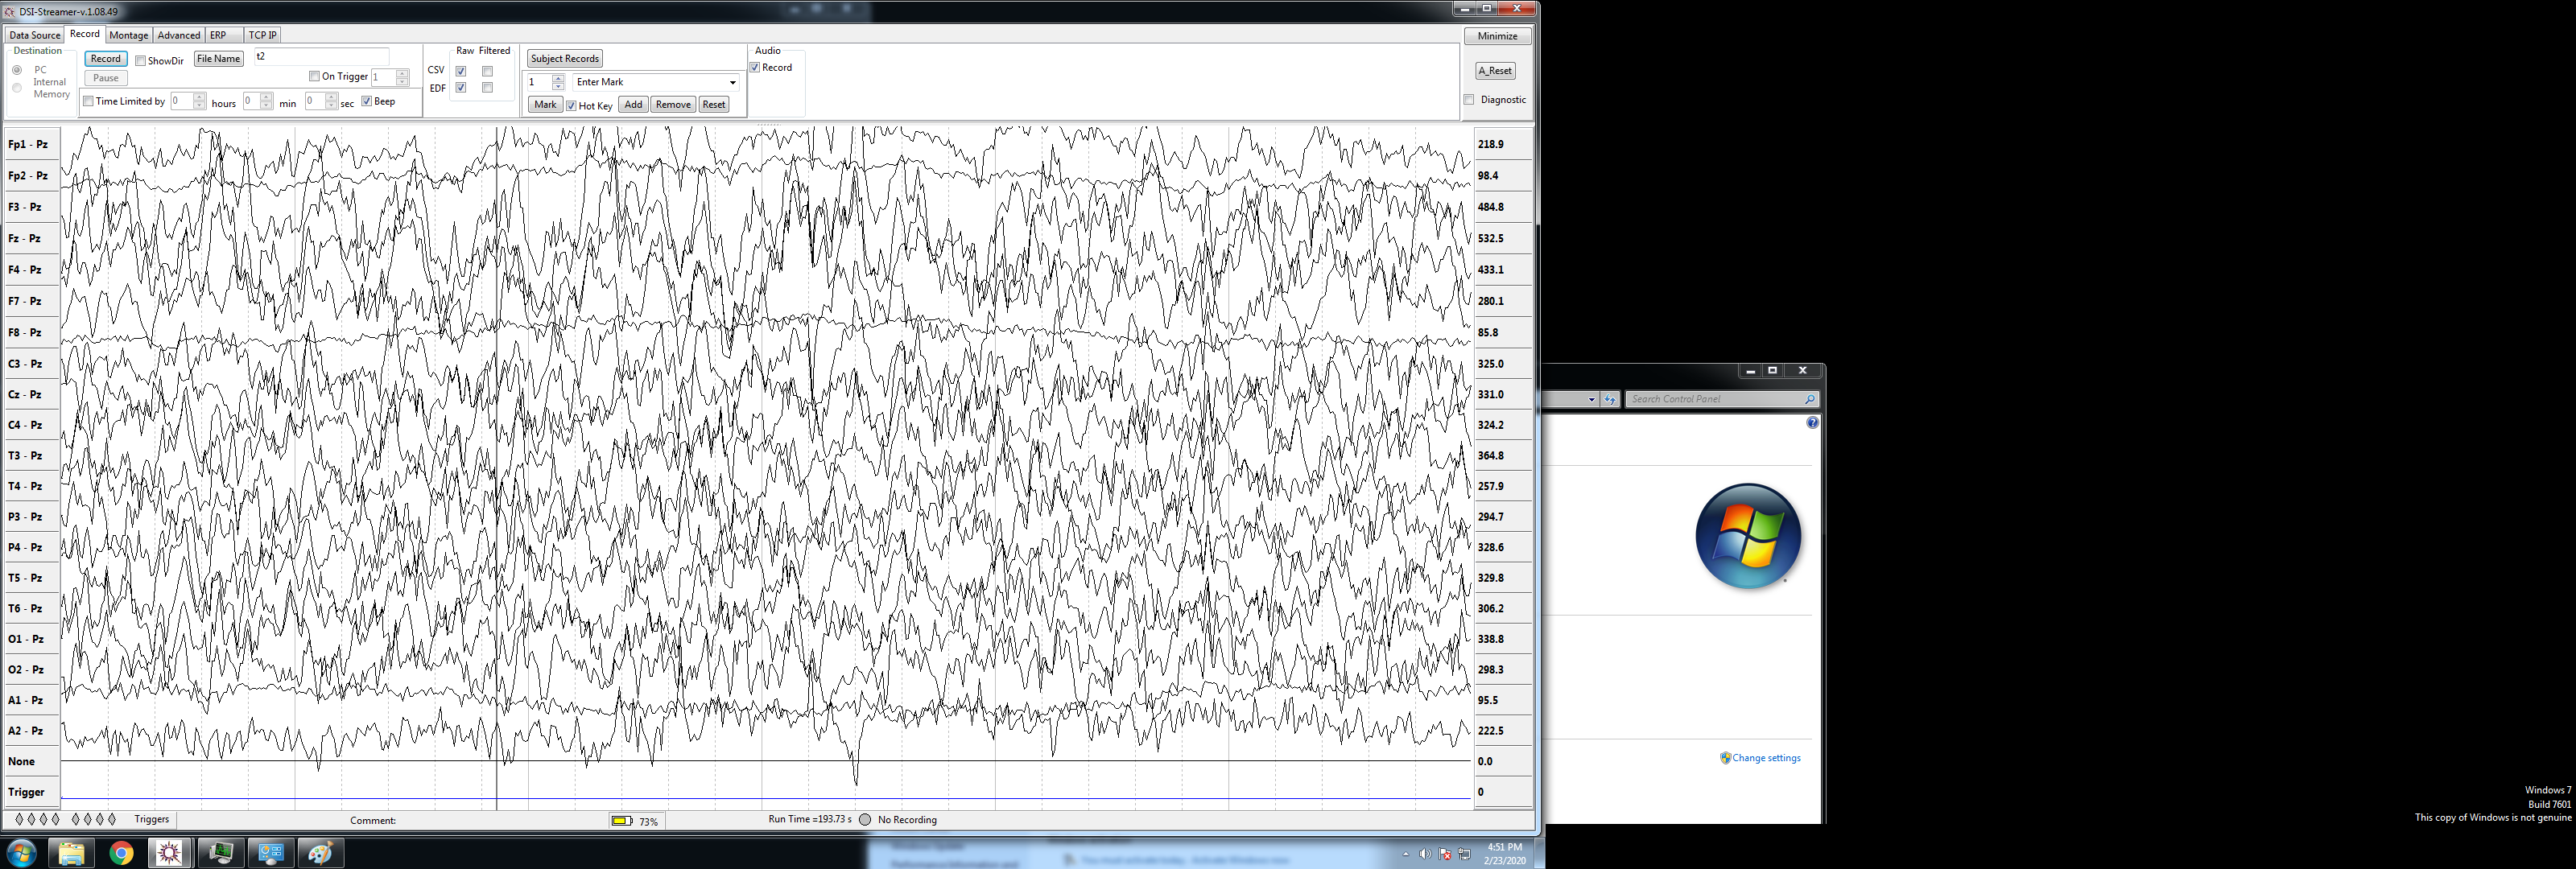 DSI-Streamer-v.1.08.49
Data Source Record Montage Advanced ERP TCP IP
Minimize
Destination
PC
Internal
Memory
Record ShowDir File Name t2
Pause On Trigger 1
Time Limited by 0 hours 0 min 0 sec Beep
Raw Filtered
CSV
EDF
Subject Records
1 Enter Mark
Mark Hot Key Add Remove Reset
Audio
Record
A_Reset
Diagnostic
Fp1 - Pz 218.9
Fp2 - Pz 98.4
F3 - Pz 484.8
Fz - Pz 532.5
F4 - Pz 433.1
F7 - Pz 280.1
F8 - Pz 85.8
C3 - Pz 325.0
Cz - Pz 331.0
C4 - Pz 324.2
T3 - Pz 364.8
T4 - Pz 257.9
P3 - Pz 294.7
P4 - Pz 328.6
T5 - Pz 329.8
T6 - Pz 306.2
O1 - Pz 338.8
O2 - Pz 298.3
A1 - Pz 95.5
A2 - Pz 222.5
None 0.0
Trigger 0
Triggers Comment: 73% Run Time =193.73 s No Recording
Search Control Panel
Change settings
Windows 7
Build 7601
This copy of Windows is not genuine
4:51 PM
2/23/2020